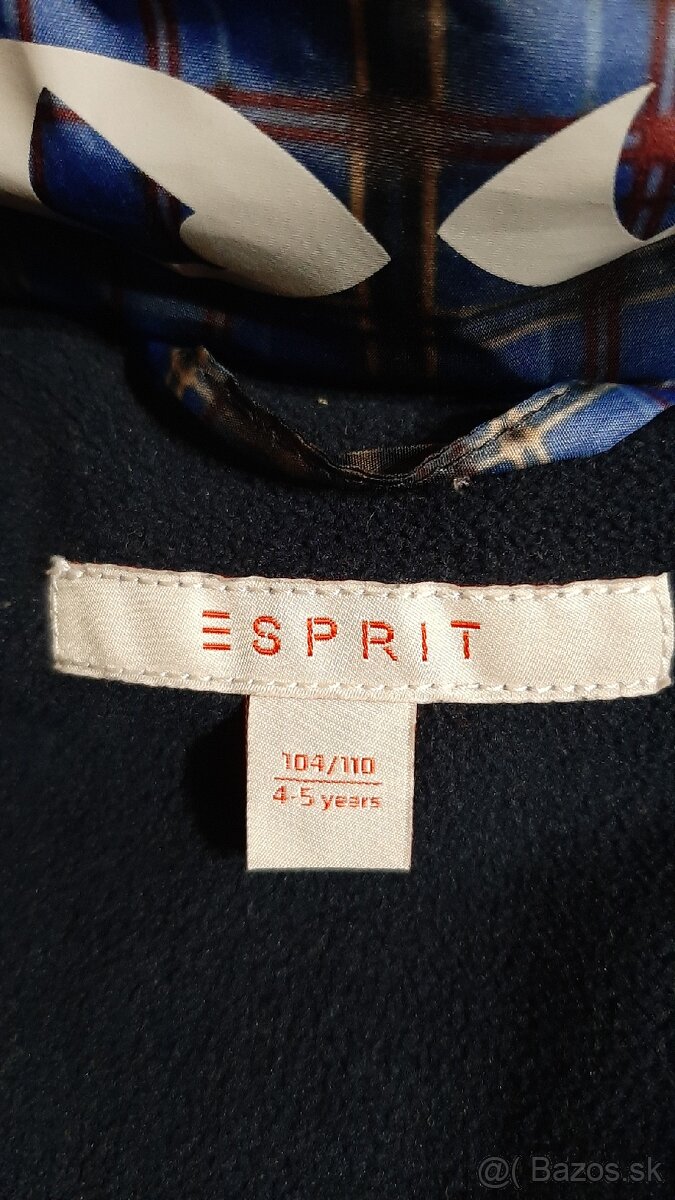 ESPRIT
104/110
4-5 years
@( Bazos.sk